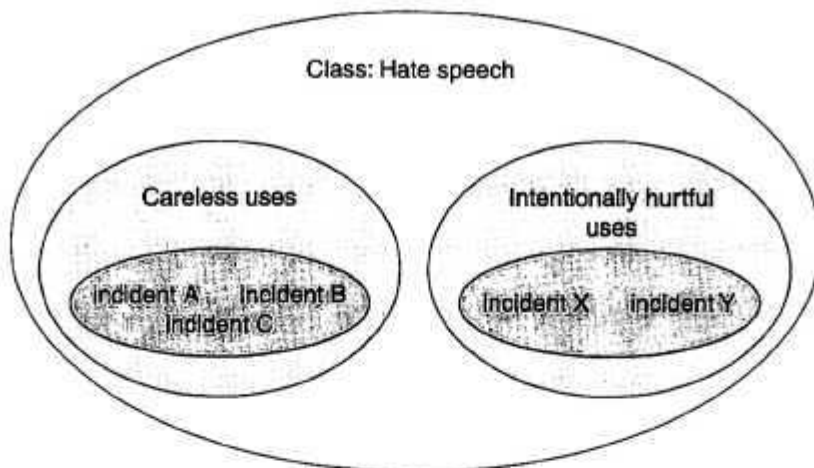 Class: Hate speech
Careless uses
incident A incident B
incident C
Intentionally hurtful
uses
incident X incident Y